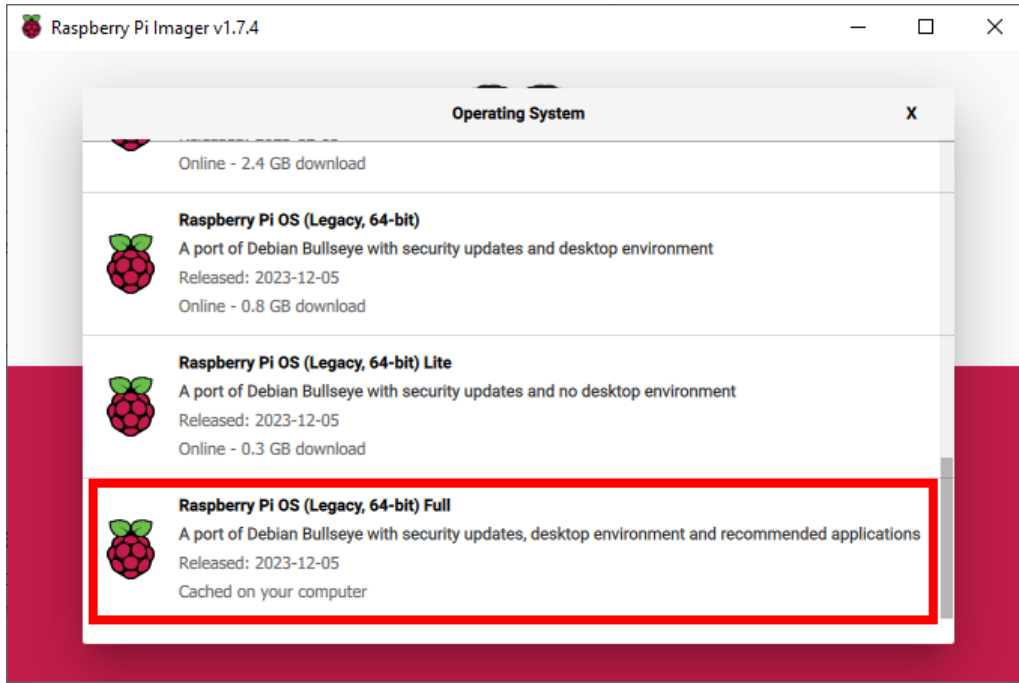 Raspberry Pi Imager v1.7.4
Operating System
X
Online - 2.4 GB download
Raspberry Pi OS (Legacy, 64-bit)
A port of Debian Bullseye with security updates and desktop environment
Released: 2023-12-05
Online - 0.8 GB download
Raspberry Pi OS (Legacy, 64-bit) Lite
A port of Debian Bullseye with security updates and no desktop environment
Released: 2023-12-05
Online - 0.3 GB download
Raspberry Pi OS (Legacy, 64-bit) Full
A port of Debian Bullseye with security updates, desktop environment and recommended applications
Released: 2023-12-05
Cached on your computer